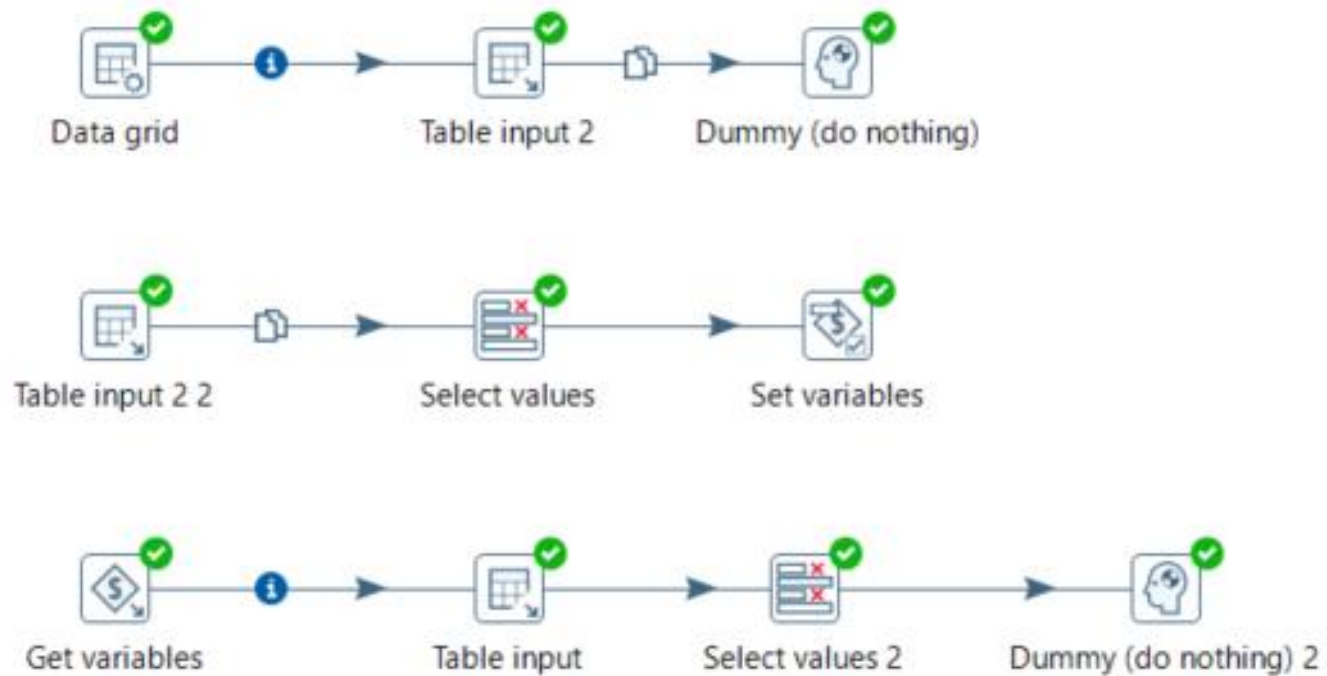 Data grid
Table input 2
Dummy (do nothing)
Table input 2 2
Select values
Set variables
Get variables
Table input
Select values 2
Dummy (do nothing) 2